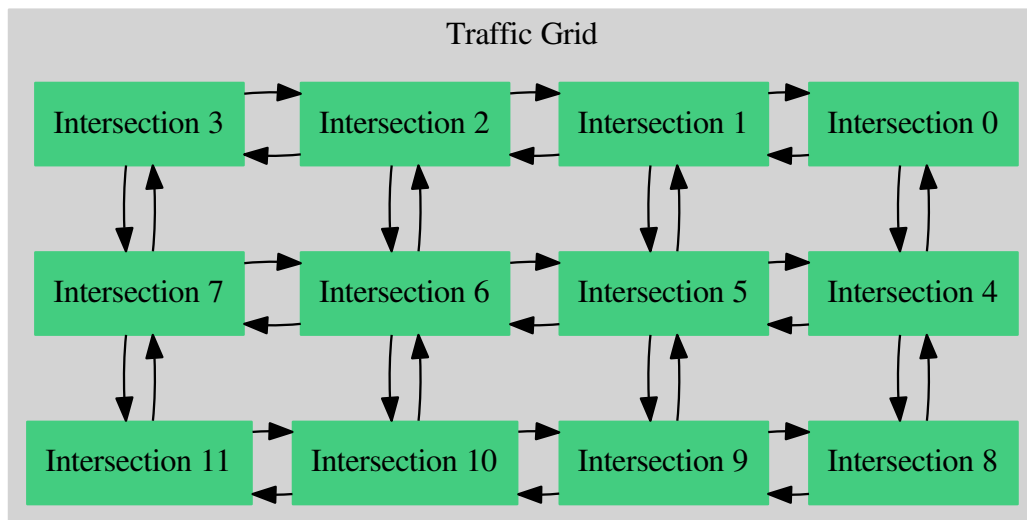 Traffic Grid
Intersection 3
Intersection 2
Intersection 1
Intersection 0
Intersection 7
Intersection 6
Intersection 5
Intersection 4
Intersection 11
Intersection 10
Intersection 9
Intersection 8